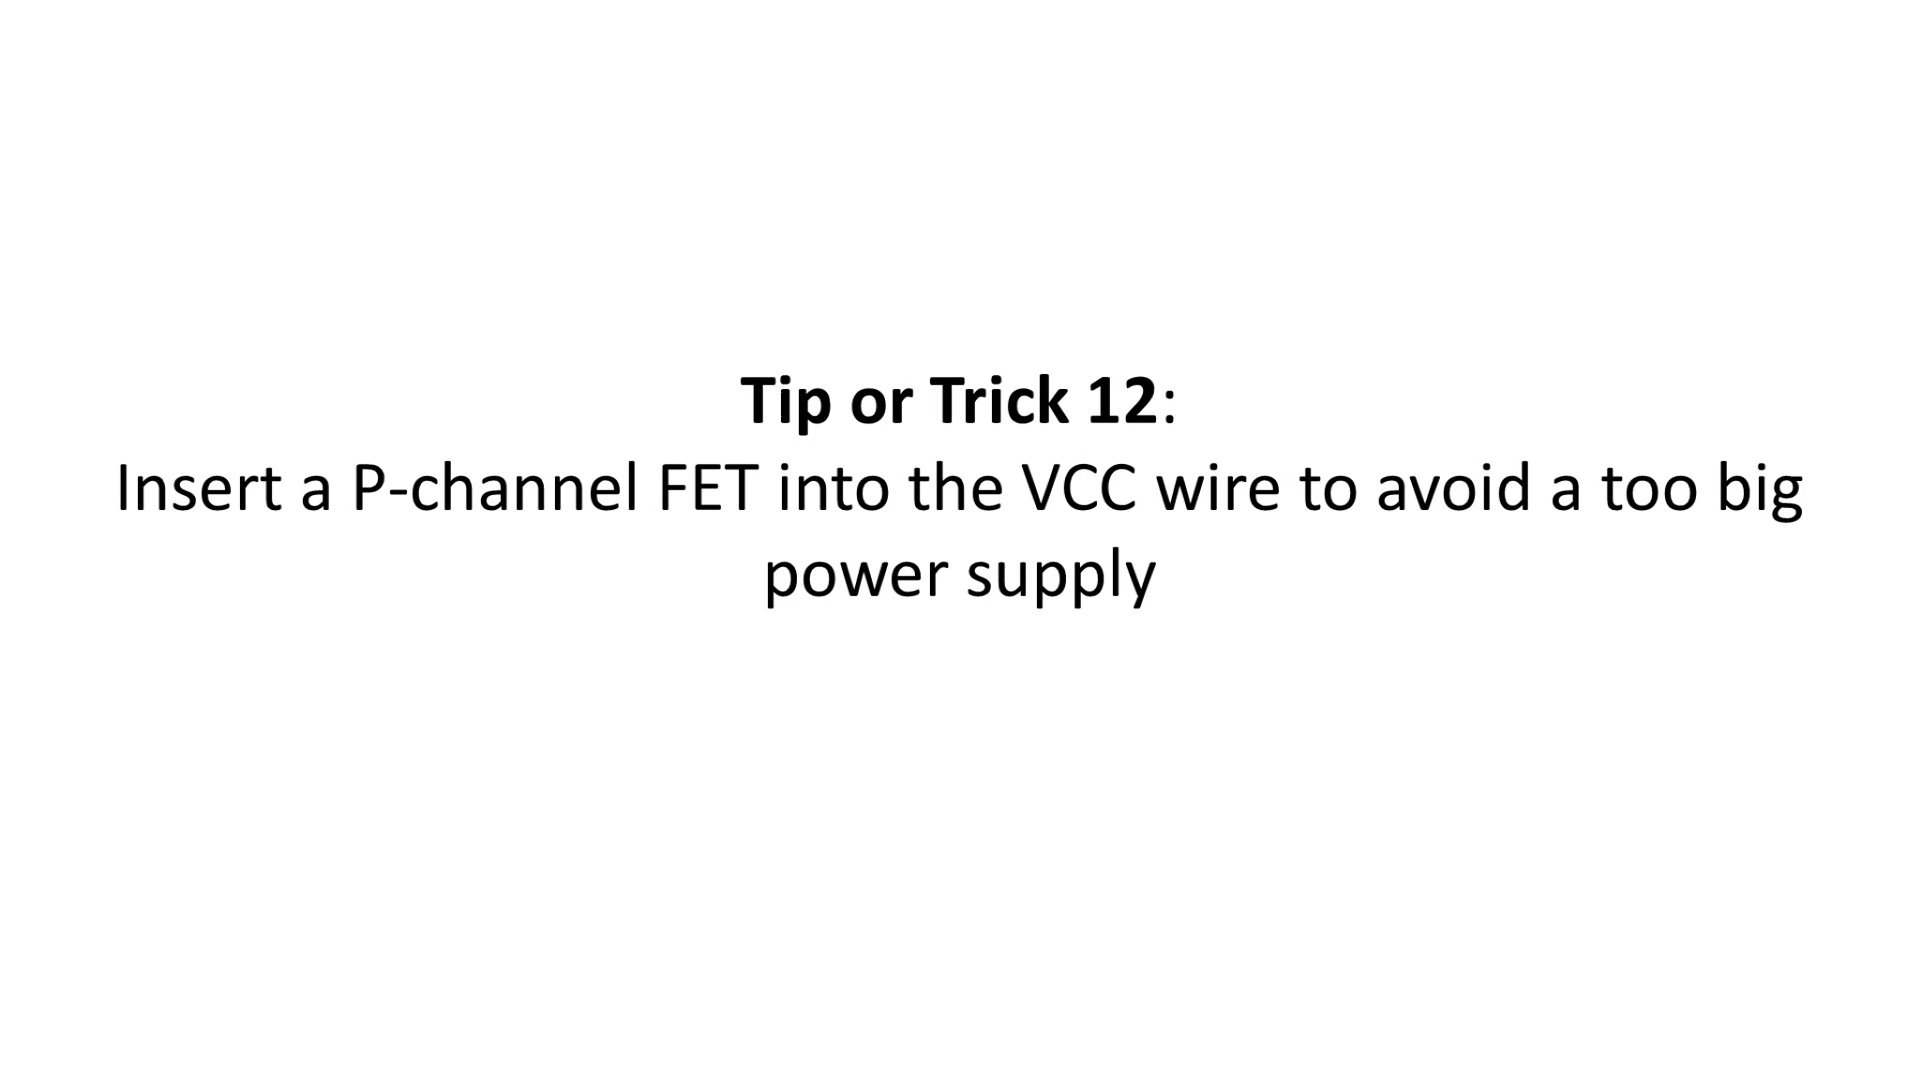 Tip or Trick 12:
Insert a P-channel FET into the VCC wire to avoid a too big
power supply